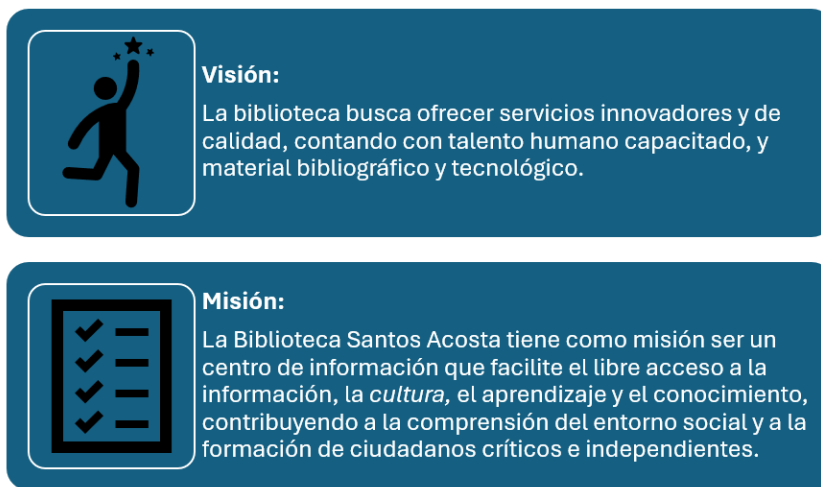 Visión:
La biblioteca busca ofrecer servicios innovadores y de
calidad, contando con talento humano capacitado, y
material bibliográfico y tecnológico.
Misión:
La Biblioteca Santos Acosta tiene como misión ser un
centro de información que facilite el libre acceso a la
información, la cultura, el aprendizaje y el conocimiento,
contribuyendo a la comprensión del entorno social y a la
formación de ciudadanos críticos e independientes.